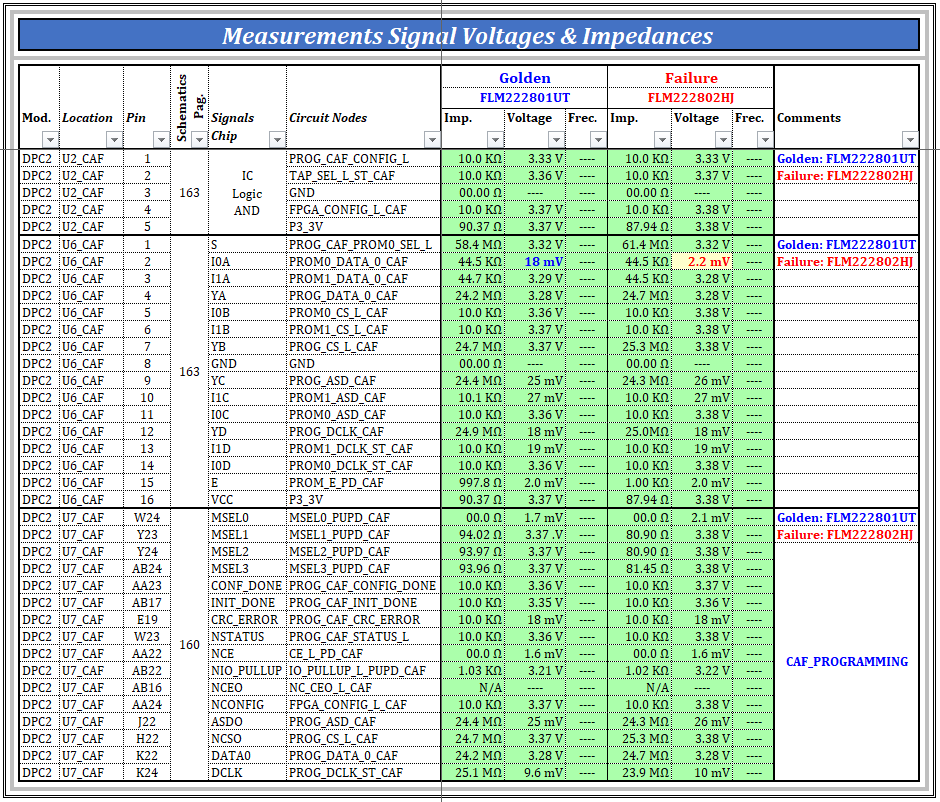 Measurements Signal Voltages & Impedances
Golden Failure
FLM222801UT FLM222802HJ
Mod. Location Pin Schematics Pag. Signals Chip Circuit Nodes Imp. Voltage Frec. Imp. Voltage Frec. Comments
DPC2 U2_CAF 1 PROG_CAF_CONFIG_L 10.0 KΩ 3.33 V ---- 10.0 KΩ 3.33 V ---- Golden: FLM222801UT
DPC2 U2_CAF 2 IC TAP_SEL_L_ST_CAF 10.0 KΩ 3.36 V ---- 10.0 KΩ 3.37 V ---- Failure: FLM222802HJ
DPC2 U2_CAF 3 163 Logic GND 00.00 Ω ---- ---- 00.00 Ω ---- ----
DPC2 U2_CAF 4 AND FPGA_CONFIG_L_CAF 10.0 KΩ 3.37 V ---- 10.0 KΩ 3.38 V ----
DPC2 U2_CAF 5 P3_3V 90.37 Ω 3.37 V ---- 87.94 Ω 3.38 V ----
DPC2 U6_CAF 1 S PROG_CAF_PROM0_SEL_L 58.4 MΩ 3.32 V ---- 61.4 MΩ 3.32 V ---- Golden: FLM222801UT
DPC2 U6_CAF 2 I0A PROM0_DATA_0_CAF 44.5 KΩ 18 mV ---- 44.5 KΩ 2.2 mV ---- Failure: FLM222802HJ
DPC2 U6_CAF 3 I1A PROM1_DATA_0_CAF 44.7 KΩ 3.29 V ---- 44.5 KΩ 3.28 V ----
DPC2 U6_CAF 4 YA PROG_DATA_0_CAF 24.2 MΩ 3.28 V ---- 24.7 MΩ 3.28 V ----
DPC2 U6_CAF 5 I0B PROM0_CS_L_CAF 10.0 KΩ 3.36 V ---- 10.0 KΩ 3.38 V ----
DPC2 U6_CAF 6 I1B PROM1_CS_L_CAF 10.0 KΩ 3.37 V ---- 10.0 KΩ 3.38 V ----
DPC2 U6_CAF 7 YB PROG_CS_L_CAF 24.7 MΩ 3.37 V ---- 25.3 MΩ 3.38 V ----
DPC2 U6_CAF 8 163 GND GND 00.00 Ω ---- ---- 00.00 Ω ---- ----
DPC2 U6_CAF 9 YC PROG_ASD_CAF 24.4 MΩ 25 mV ---- 24.3 MΩ 26 mV ----
DPC2 U6_CAF 10 I1C PROM1_ASD_CAF 10.1 KΩ 27 mV ---- 10.0 KΩ 27 mV ----
DPC2 U6_CAF 11 I0C PROM0_ASD_CAF 10.0 KΩ 3.36 V ---- 10.0 KΩ 3.38 V ----
DPC2 U6_CAF 12 YD PROG_DCLK_CAF 24.9 MΩ 18 mV ---- 25.0MΩ 18 mV ----
DPC2 U6_CAF 13 I1D PROM1_DCLK_ST_CAF 10.0 KΩ 19 mV ---- 10.0 KΩ 19 mV ----
DPC2 U6_CAF 14 I0D PROM0_DCLK_ST_CAF 10.0 KΩ 3.36 V ---- 10.0 KΩ 3.38 V ----
DPC2 U6_CAF 15 E PROM_E_PD_CAF 997.8 Ω 2.0 mV ---- 1.00 KΩ 2.0 mV ----
DPC2 U6_CAF 16 VCC P3_3V 90.37 Ω 3.37 V ---- 87.94 Ω 3.38 V ----
DPC2 U7_CAF W24 MSEL0 MSEL0_PUPD_CAF 00.0 Ω 1.7 mV ---- 00.0 Ω 2.1 mV ---- Golden: FLM222801UT
DPC2 U7_CAF Y23 MSEL1 MSEL1_PUPD_CAF 94.02 Ω 3.37 .V ---- 80.90 Ω 3.38 V ---- Failure: FLM222802HJ
DPC2 U7_CAF Y24 MSEL2 MSEL2_PUPD_CAF 93.97 Ω 3.37 V ---- 80.90 Ω 3.38 V ----
DPC2 U7_CAF AB24 MSEL3 MSEL3_PUPD_CAF 93.96 Ω 3.37 V ---- 81.45 Ω 3.38 V ----
DPC2 U7_CAF AA23 CONF_DONE PROG_CAF_CONFIG_DONE 10.0 KΩ 3.36 V ---- 10.0 KΩ 3.37 V ----
DPC2 U7_CAF AB17 INIT_DONE PROG_CAF_INIT_DONE 10.0 KΩ 3.35 V ---- 10.0 KΩ 3.36 V ----
DPC2 U7_CAF E19 CRC_ERROR PROG_CAF_CRC_ERROR 10.0 KΩ 18 mV ---- 10.0 KΩ 18 mV ----
DPC2 U7_CAF W23 160 NSTATUS PROG_CAF_STATUS_L 10.0 KΩ 3.36 V ---- 10.0 KΩ 3.38 V ----
DPC2 U7_CAF AA22 NCE CE_L_PD_CAF 00.0 Ω 1.6 mV ---- 00.0 Ω 1.6 mV ---- CAF_PROGRAMMING
DPC2 U7_CAF AB22 NIO_PULLUP IO_PULLUP_L_PUPD_CAF 1.03 KΩ 3.21 V ---- 1.02 KΩ 3.22 V ----
DPC2 U7_CAF AB16 NCEO NC_CEO_L_CAF N/A ---- ---- N/A ---- ----
DPC2 U7_CAF AA24 NCONFIG FPGA_CONFIG_L_CAF 10.0 KΩ 3.37 V ---- 10.0 KΩ 3.38 V ----
DPC2 U7_CAF J22 ASDO PROG_ASD_CAF 24.4 MΩ 25 mV ---- 24.3 MΩ 26 mV ----
DPC2 U7_CAF H22 NCSO PROG_CS_L_CAF 24.7 MΩ 3.37 V ---- 25.3 MΩ 3.38 V ----
DPC2 U7_CAF K22 DATA0 PROG_DATA_0_CAF 24.2 MΩ 3.28 V ---- 24.7 MΩ 3.28 V ----
DPC2 U7_CAF K24 DCLK PROG_DCLK_ST_CAF 25.1 MΩ 9.6 mV ---- 23.9 MΩ 10 mV ----